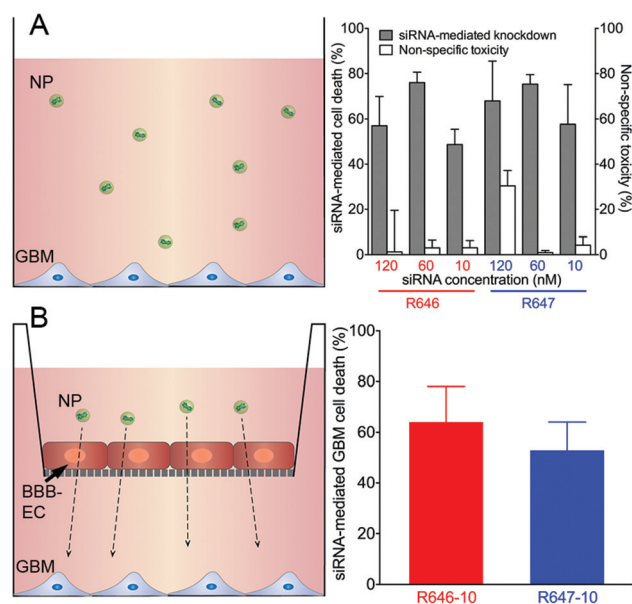 A
NP
GBM
siRNA-mediated knockdown
Non-specific toxicity
siRNA-mediated cell death (%)
100
80
60
40
20
0
100
80
60
40
20
0
Non-specific toxicity (%)
120 60 10 120 60 10
siRNA concentration (nM)
R646 R647
B
NP
BBB-
EC
GBM
siRNA-mediated GBM cell death (%)
100
80
60
40
20
0
R646-10 R647-10